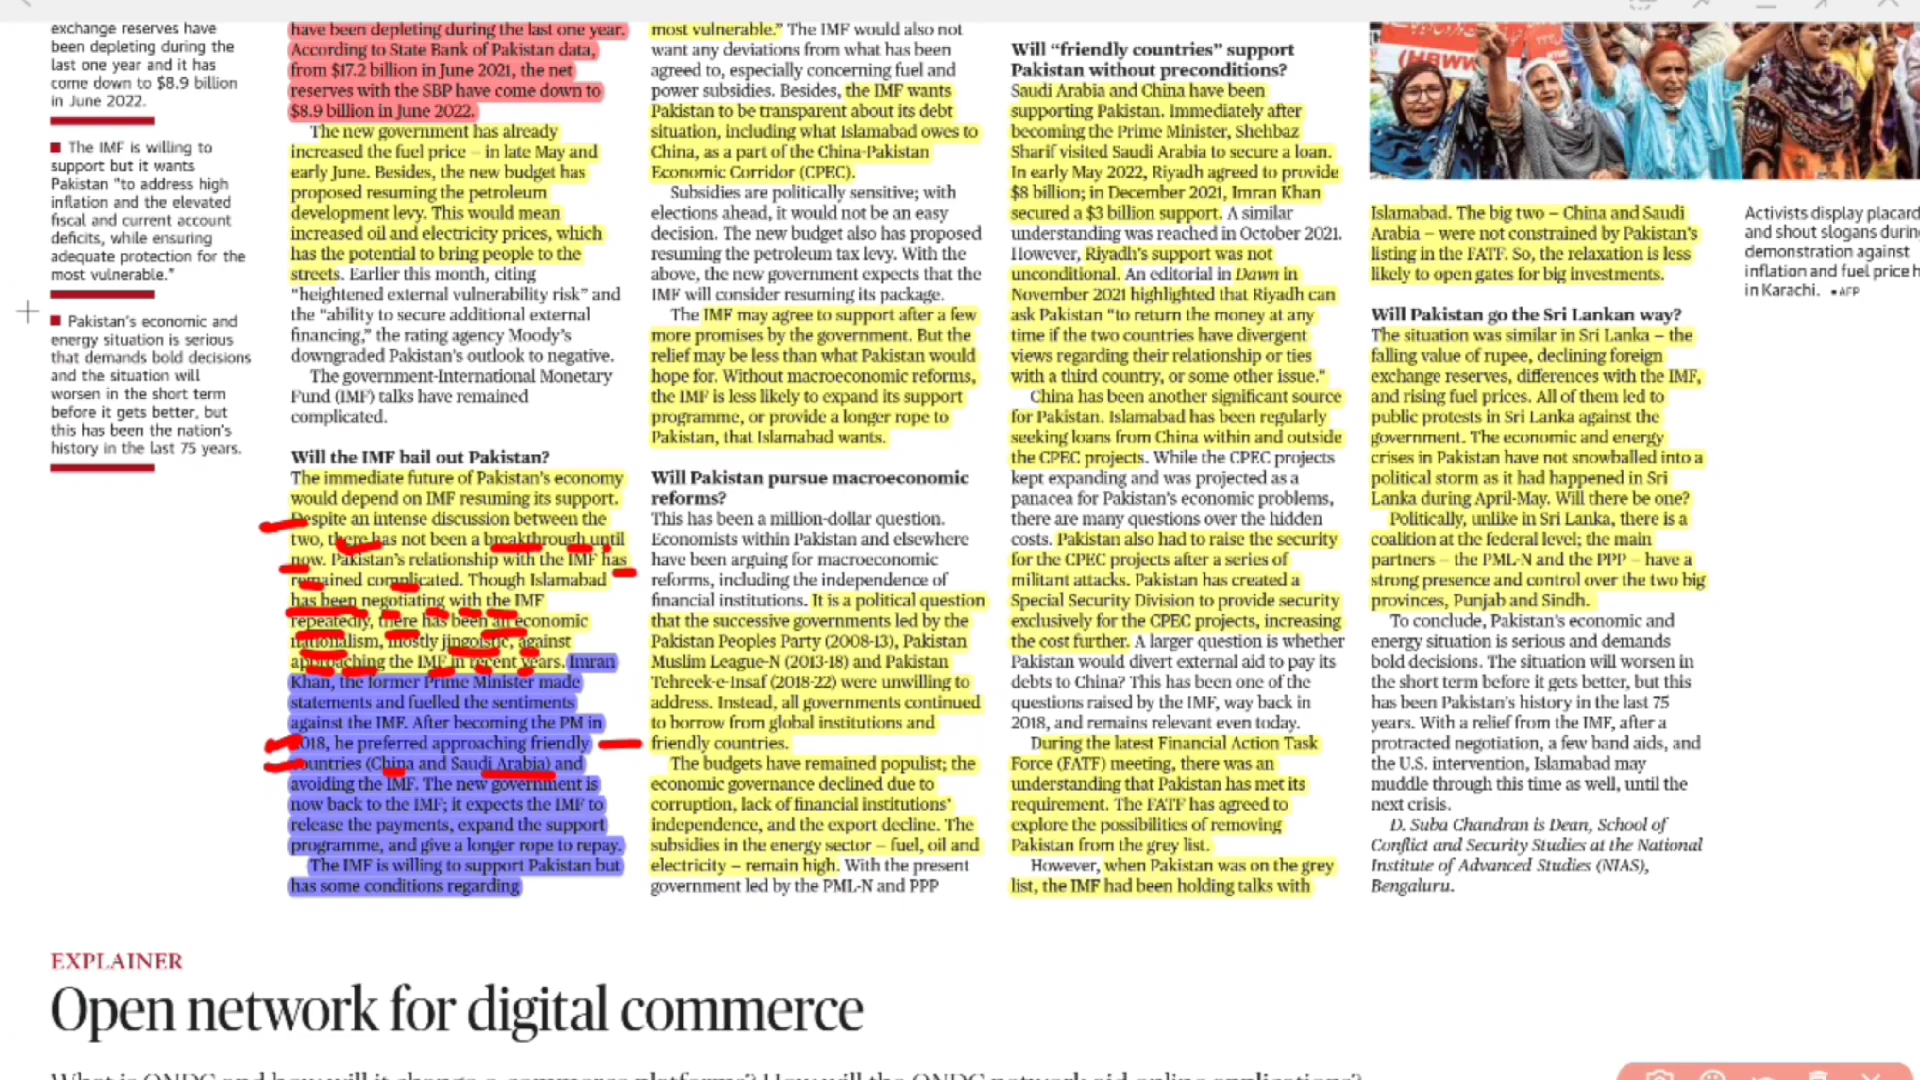 exchange reserves have
been depleting during the
last one year and it has
come down to $8.9 billion
in June 2022.
The IMF is willing to
support but it wants
Pakistan "to address high
inflation and the elevated
fiscal and current account
deficits, while ensuring
adequate protection for the
most vulnerable."
Pakistan's economic and
energy situation is serious
that demands bold decisions
and the situation will
worsen in the short term
before it gets better, but
this has been the nation's
history in the last 75 years.
have been depleting during the last one year.
According to State Bank of Pakistan data,
from $17.2 billion in June 2021, the net
reserves with the SBP have come down to
$8.9 billion in June 2022.
The new government has already
increased the fuel price – in late May and
early June. Besides, the new budget has
proposed resuming the petroleum
development levy. This would mean
increased oil and electricity prices, which
has the potential to bring people to the
streets. Earlier this month, citing
“heightened external vulnerability risk” and
the “ability to secure additional external
financing,” the rating agency Moody's
downgraded Pakistan's outlook to negative.
The government-International Monetary
Fund (IMF) talks have remained
complicated.
Will the IMF bail out Pakistan?
The immediate future of Pakistan's economy
would depend on IMF resuming its support.
Despite an intense discussion between the
two, there has not been a breakthrough until
now. Pakistan's relationship with the IMF has
remained complicated. Though Islamabad
has been negotiating with the IMF
repeatedly, there has been an economic
nationalism, mostly jingoistic, against
approaching the IMF in recent years. Imran
Khan, the former Prime Minister made
statements and fuelled the sentiments
against the IMF. After becoming the PM in
2018, he preferred approaching friendly
countries (China and Saudi Arabia) and
avoiding the IMF. The new government is
now back to the IMF; it expects the IMF to
release the payments, expand the support
programme, and give a longer rope to repay.
The IMF is willing to support Pakistan but
has some conditions regarding
most vulnerable.” The IMF would also not
want any deviations from what has been
agreed to, especially concerning fuel and
power subsidies. Besides, the IMF wants
Pakistan to be transparent about its debt
situation, including what Islamabad owes to
China, as a part of the China-Pakistan
Economic Corridor (CPEC).
Subsidies are politically sensitive; with
elections ahead, it would not be an easy
decision. The new budget also has proposed
resuming the petroleum tax levy. With the
above, the new government expects that the
IMF will consider resuming its package.
The IMF may agree to support after a few
more promises by the government. But the
relief may be less than what Pakistan would
hope for. Without macroeconomic reforms,
the IMF is less likely to expand its support
programme, or provide a longer rope to
Pakistan, that Islamabad wants.
Will Pakistan pursue macroeconomic
reforms?
This has been a million-dollar question.
Economists within Pakistan and elsewhere
have been arguing for macroeconomic
reforms, including the independence of
financial institutions. It is a political question
that the successive governments led by the
Pakistan Peoples Party (2008-13), Pakistan
Muslim League-N (2013-18) and Pakistan
Tehreek-e-Insaf (2018-22) were unwilling to
address. Instead, all governments continued
to borrow from global institutions and
friendly countries.
The budgets have remained populist; the
economic governance declined due to
corruption, lack of financial institutions'
independence, and the export decline. The
subsidies in the energy sector – fuel, oil and
electricity – remain high. With the present
government led by the PML-N and PPP
Will “friendly countries” support
Pakistan without preconditions?
Saudi Arabia and China have been
supporting Pakistan. Immediately after
becoming the Prime Minister, Shehbaz
Sharif visited Saudi Arabia to secure a loan.
In early May 2022, Riyadh agreed to provide
$8 billion; in December 2021, Imran Khan
secured a $3 billion support. A similar
understanding was reached in October 2021.
However, Riyadh's support was not
unconditional. An editorial in Dawn in
November 2021 highlighted that Riyadh can
ask Pakistan “to return the money at any
time if the two countries have divergent
views regarding their relationship or ties
with a third country, or some other issue.”
China has been another significant source
for Pakistan. Islamabad has been regularly
seeking loans from China within and outside
the CPEC projects. While the CPEC projects
kept expanding and was projected as a
panacea for Pakistan's economic problems,
there are many questions over the hidden
costs. Pakistan also had to raise the security
for the CPEC projects after a series of
militant attacks. Pakistan has created a
Special Security Division to provide security
exclusively for the CPEC projects, increasing
the cost further. A larger question is whether
Pakistan would divert external aid to pay its
debts to China? This has been one of the
questions raised by the IMF, way back in
2018, and remains relevant even today.
During the latest Financial Action Task
Force (FATF) meeting, there was an
understanding that Pakistan has met its
requirement. The FATF has agreed to
explore the possibilities of removing
Pakistan from the grey list.
However, when Pakistan was on the grey
list, the IMF had been holding talks with
Islamabad. The big two – China and Saudi
Arabia – were not constrained by Pakistan's
listing in the FATF. So, the relaxation is less
likely to open gates for big investments.
Will Pakistan go the Sri Lankan way?
The situation was similar in Sri Lanka – the
falling value of rupee, declining foreign
exchange reserves, differences with the IMF,
and rising fuel prices. All of them led to
public protests in Sri Lanka against the
government. The economic and energy
crises in Pakistan have not snowballed into a
political storm as it had happened in Sri
Lanka during April-May. Will there be one?
Politically, unlike in Sri Lanka, there is a
coalition at the federal level; the main
partners – the PML-N and the PPP – have a
strong presence and control over the two big
provinces, Punjab and Sindh.
To conclude, Pakistan's economic and
energy situation is serious and demands
bold decisions. The situation will worsen in
the short term before it gets better, but this
has been Pakistan's history in the last 75
years. With a relief from the IMF, after a
protracted negotiation, a few band aids, and
the U.S. intervention, Islamabad may
muddle through this time as well, until the
next crisis.
D. Suba Chandran is Dean, School of
Conflict and Security Studies at the National
Institute of Advanced Studies (NIAS),
Bengaluru.
(HBWW
Activists display placard
and shout slogans durin
demonstration against
inflation and fuel price h
in Karachi. • AFP
EXPLAINER
Open network for digital commerce
What is ONDC and how will it change e-commerce platforms? How will the ONDC network aid online applications?